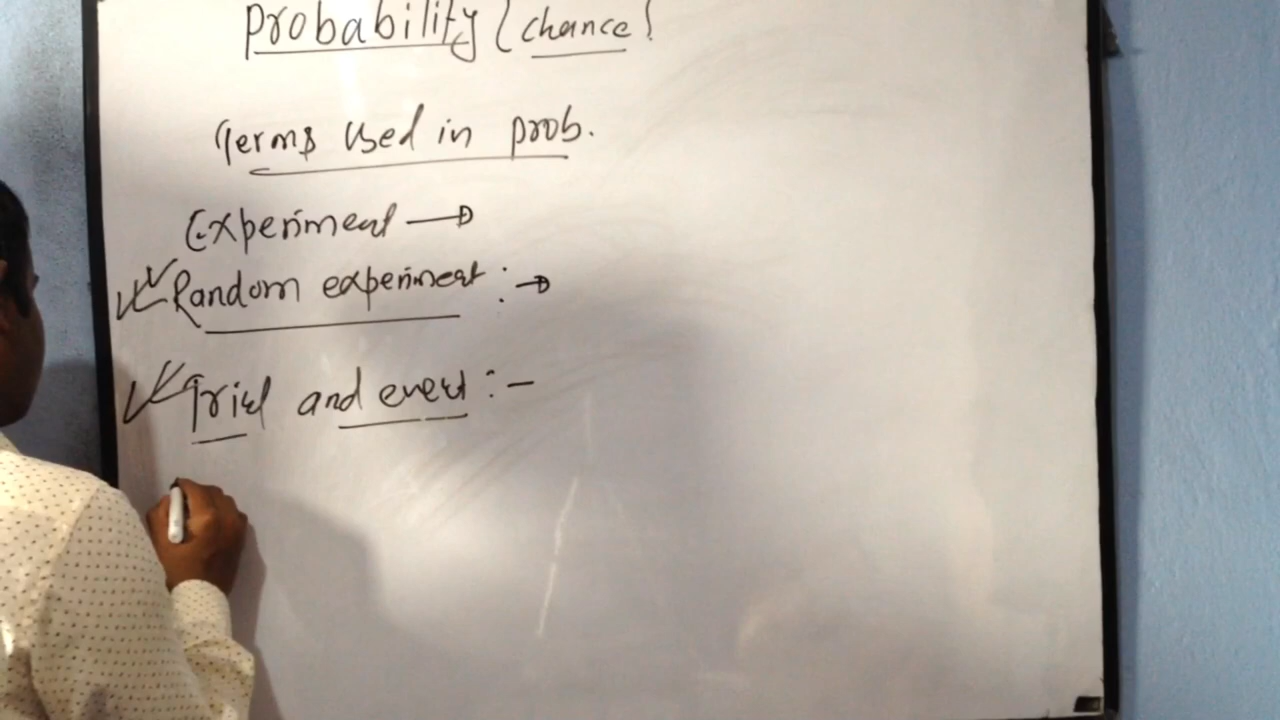 Probability (chance)
Terms used in prob.
Experiment →
Random experiment : →
Trial and event : -